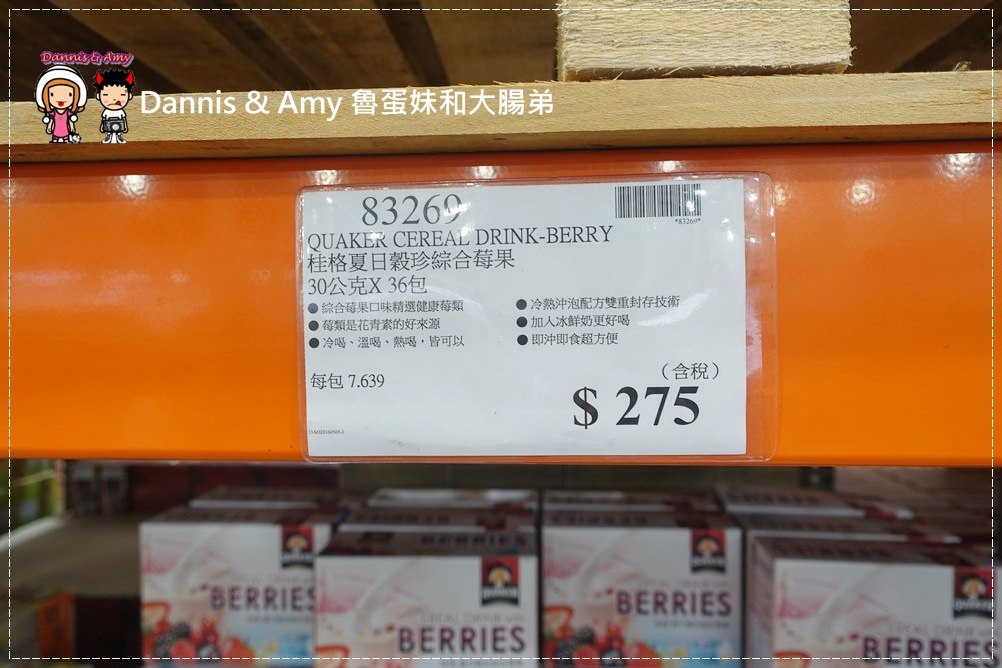 Dannis & Amy
Dannis & Amy 魯蛋妹和大腸弟
83269
*83269*
QUAKER CEREAL DRINK-BERRY
桂格夏日穀珍綜合莓果
30公克X 36包
● 綜合莓果口味精選健康莓類
● 莓類是花青素的好來源
● 冷喝、溫喝、熱喝，皆可以
● 冷熱沖泡配方雙重封存技術
● 加入冰鮮奶更好喝
● 即沖即食超方便
每包 7.639
（含稅）
$ 275
BERRIES
BERRIES
CEREAL DRINK with
BERRIES
BERRIES
BERRIES